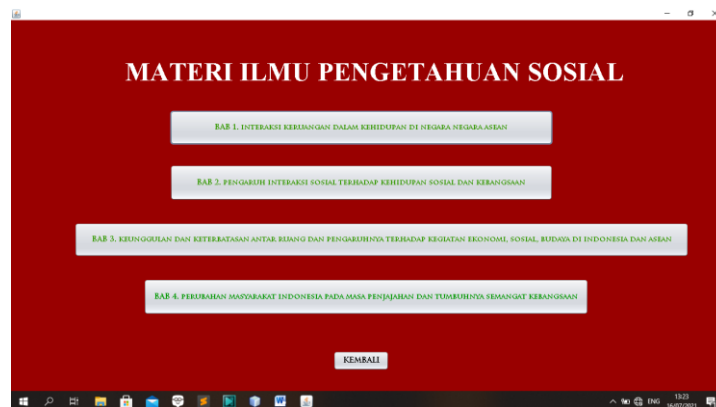 MATERI ILMU PENGETAHUAN SOSIAL
BAB 1. INTERAKSI KERUANGAN DALAM KEHIDUPAN DI NEGARA NEGARA ASEAN
BAB 2. PENGARUH INTERAKSI SOSIAL TERHADAP KEHIDUPAN SOSIAL DAN KEBANGSAAN
BAB 3. KEUNGGULAN DAN KETERBATASAN ANTAR RUANG DAN PENGARUHNYA TERHADAP KEGIATAN EKONOMI, SOSIAL, BUDAYA DI INDONESIA DAN ASEAN
BAB 4. PERUBAHAN MASYARAKAT INDONESIA PADA MASA PENJAJAHAN DAN TUMBUHNYA SEMANGAT KEBANGSAAN
KEMBALI
ENG
13:23
16/07/2021